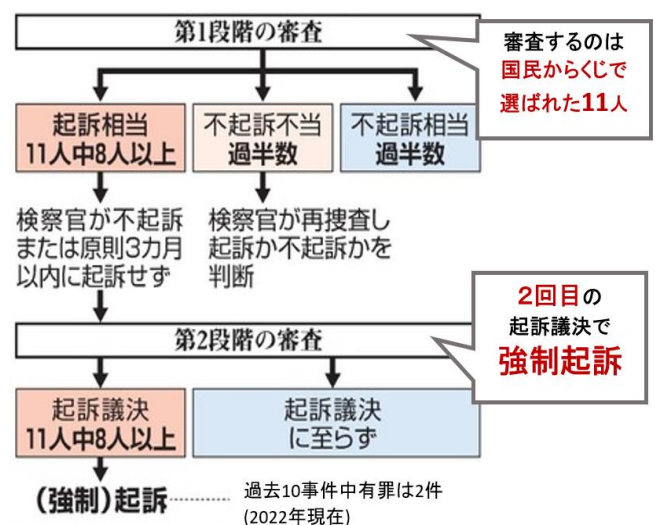 第1段階の審査
審査するのは
国民からくじで
選ばれた11人
起訴相当
11人中8人以上
不起訴不当
過半数
不起訴相当
過半数
検察官が不起訴
または原則3カ月
以内に起訴せず
検察官が再捜査し
起訴か不起訴かを
判断
2回目の
起訴議決で
強制起訴
第2段階の審査
起訴議決
11人中8人以上
起訴議決
に至らず
(強制)起訴
過去10事件中有罪は2件
(2022年現在)